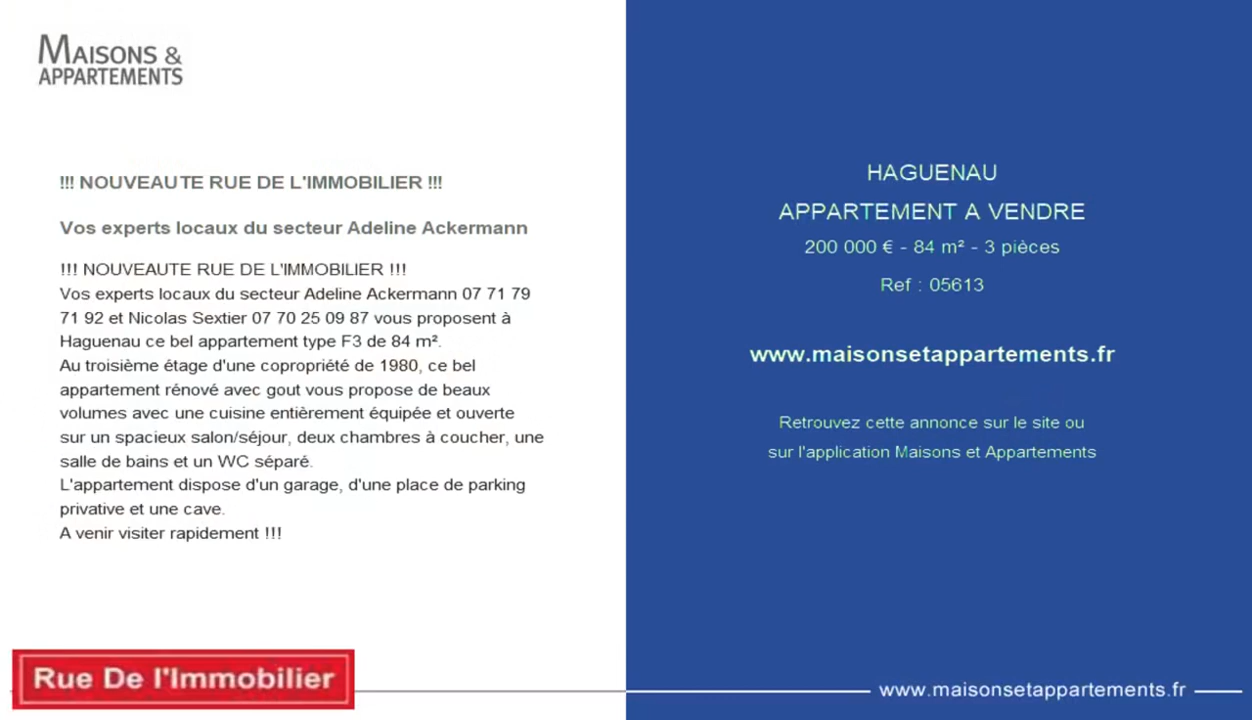 MAISONS &
APPARTEMENTS
!!! NOUVEAUTE RUE DE L'IMMOBILIER !!!
Vos experts locaux du secteur Adeline Ackermann
!!! NOUVEAUTE RUE DE L'IMMOBILIER !!!
Vos experts locaux du secteur Adeline Ackermann 07 71 79
71 92 et Nicolas Sextier 07 70 25 09 87 vous proposent à
Haguenau ce bel appartement type F3 de 84 m².
Au troisième étage d'une copropriété de 1980, ce bel
appartement rénové avec gout vous propose de beaux
volumes avec une cuisine entièrement équipée et ouverte
sur un spacieux salon/séjour, deux chambres à coucher, une
salle de bains et un WC séparé.
L'appartement dispose d'un garage, d'une place de parking
privative et une cave.
A venir visiter rapidement !!!
Rue De l'Immobilier
HAGUENAU
APPARTEMENT A VENDRE
200 000 € - 84 m² - 3 pièces
Ref : 05613
www.maisonsetappartements.fr
Retrouvez cette annonce sur le site ou
sur l'application Maisons et Appartements
www.maisonsetappartements.fr